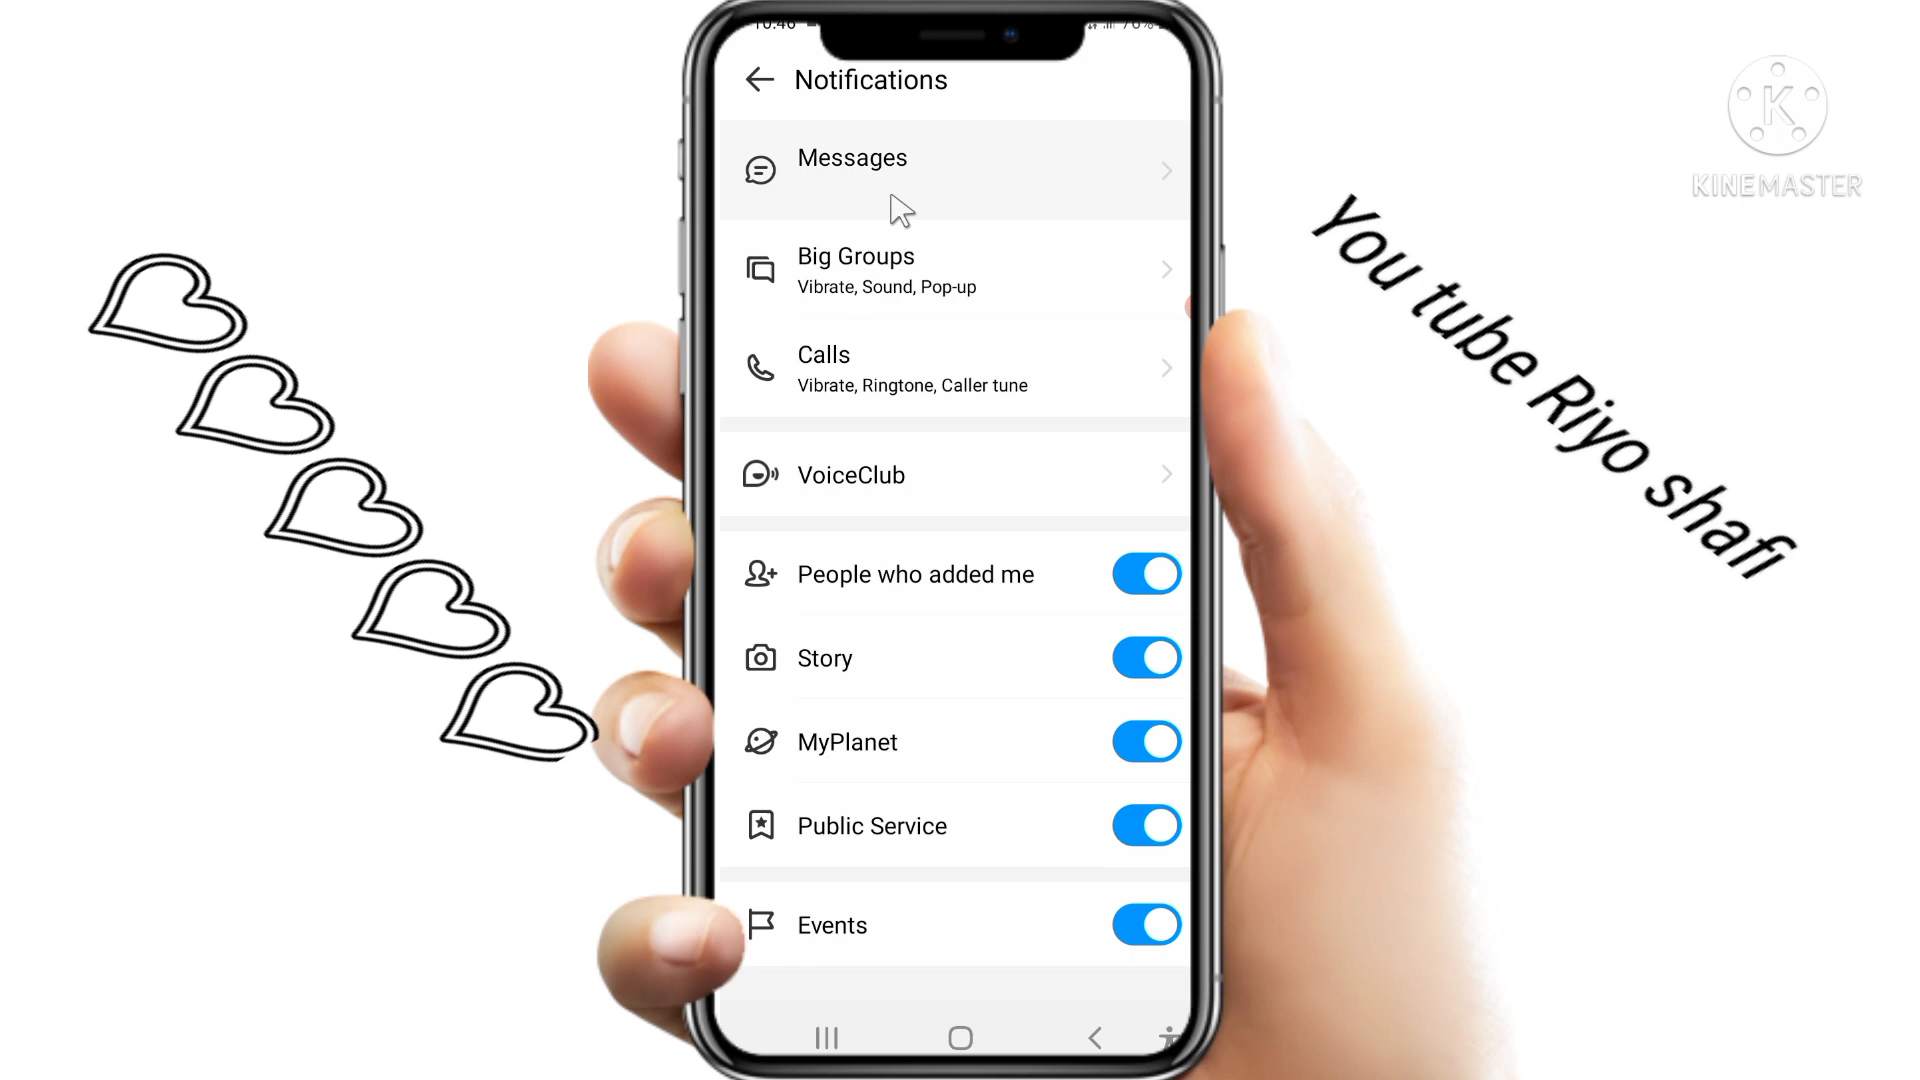 Notifications
Messages
Big Groups
Vibrate, Sound, Pop-up
Calls
Vibrate, Ringtone, Caller tune
VoiceClub
People who added me
Story
MyPlanet
Public Service
Events
K
KINEMASTER
You tube Riyo shafi